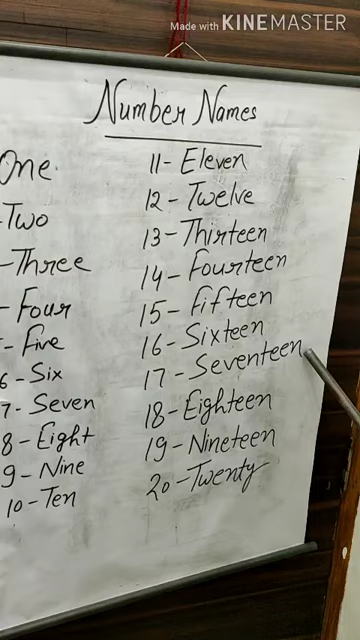 Made with KINEMASTER
Number Names
One
- Two
- Three
- Four
- Five
6 - Six
7 - Seven
8 - Eight
9 - Nine
10 - Ten
11 - Eleven
12 - Twelve
13 - Thirteen
14 - Fourteen
15 - Fifteen
16 - Sixteen
17 - Seventeen
18 - Eighteen
19 - Nineteen
20 - Twenty